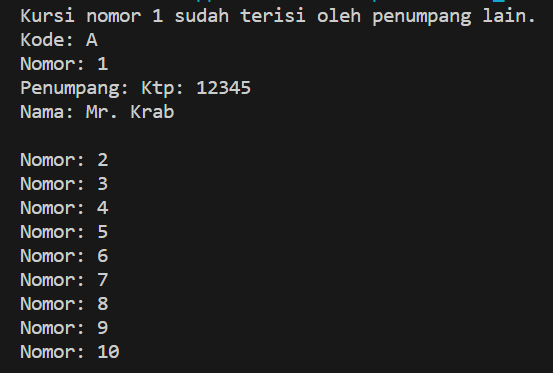 Kursi nomor 1 sudah terisi oleh penumpang lain.
Kode: A
Nomor: 1
Penumpang: Ktp: 12345
Nama: Mr. Krab
Nomor: 2
Nomor: 3
Nomor: 4
Nomor: 5
Nomor: 6
Nomor: 7
Nomor: 8
Nomor: 9
Nomor: 10